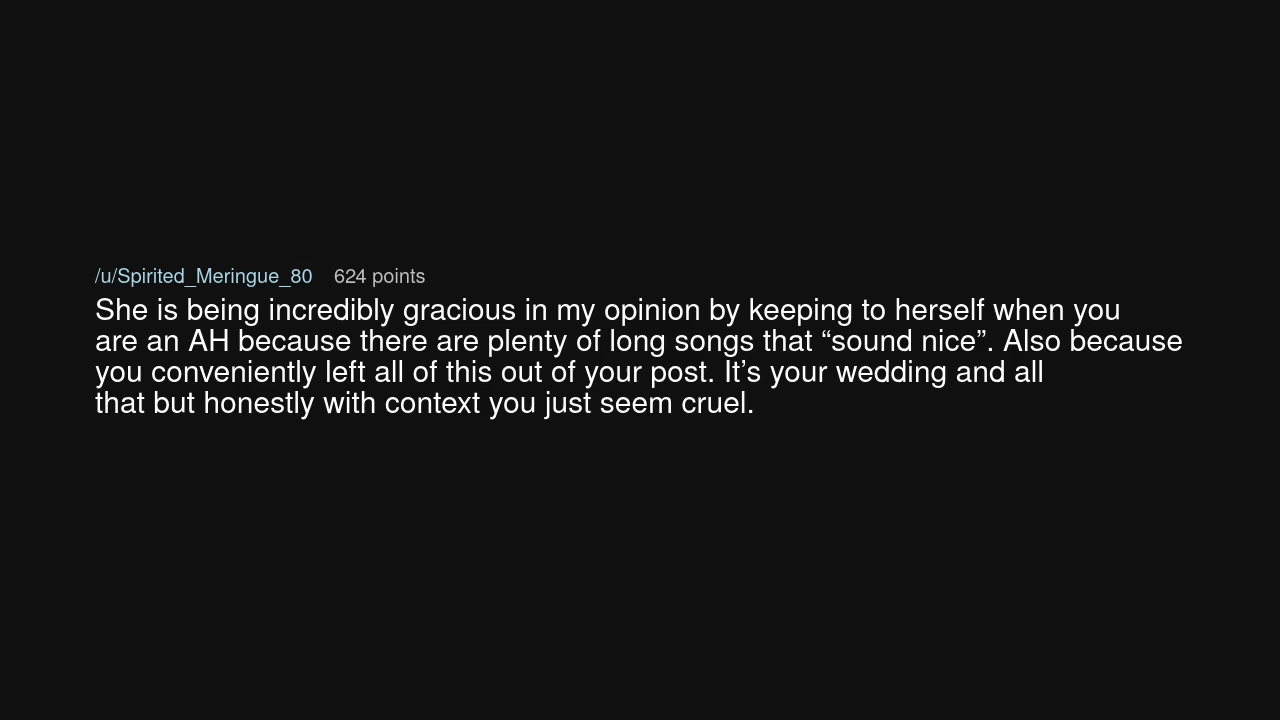 /u/Spirited_Meringue_80 624 points
She is being incredibly gracious in my opinion by keeping to herself when you
are an AH because there are plenty of long songs that “sound nice”. Also because
you conveniently left all of this out of your post. It’s your wedding and all
that but honestly with context you just seem cruel.